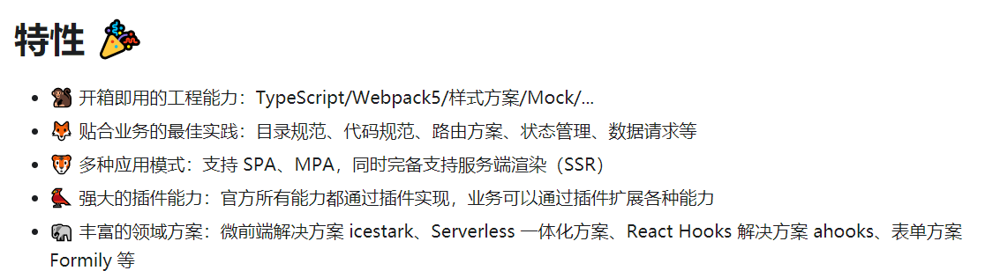 特性 🎉
🐒 开箱即用的工程能力：TypeScript/Webpack5/样式方案/Mock/...
🦊 贴合业务的最佳实践：目录规范、代码规范、路由方案、状态管理、数据请求等
🐯 多种应用模式：支持 SPA、MPA，同时完备支持服务端渲染（SSR）
🐦 强大的插件能力：官方所有能力都通过插件实现，业务可以通过插件扩展各种能力
🐘 丰富的领域方案：微前端解决方案 icestark、Serverless 一体化方案、React Hooks 解决方案 ahooks、表单方案
Formily 等